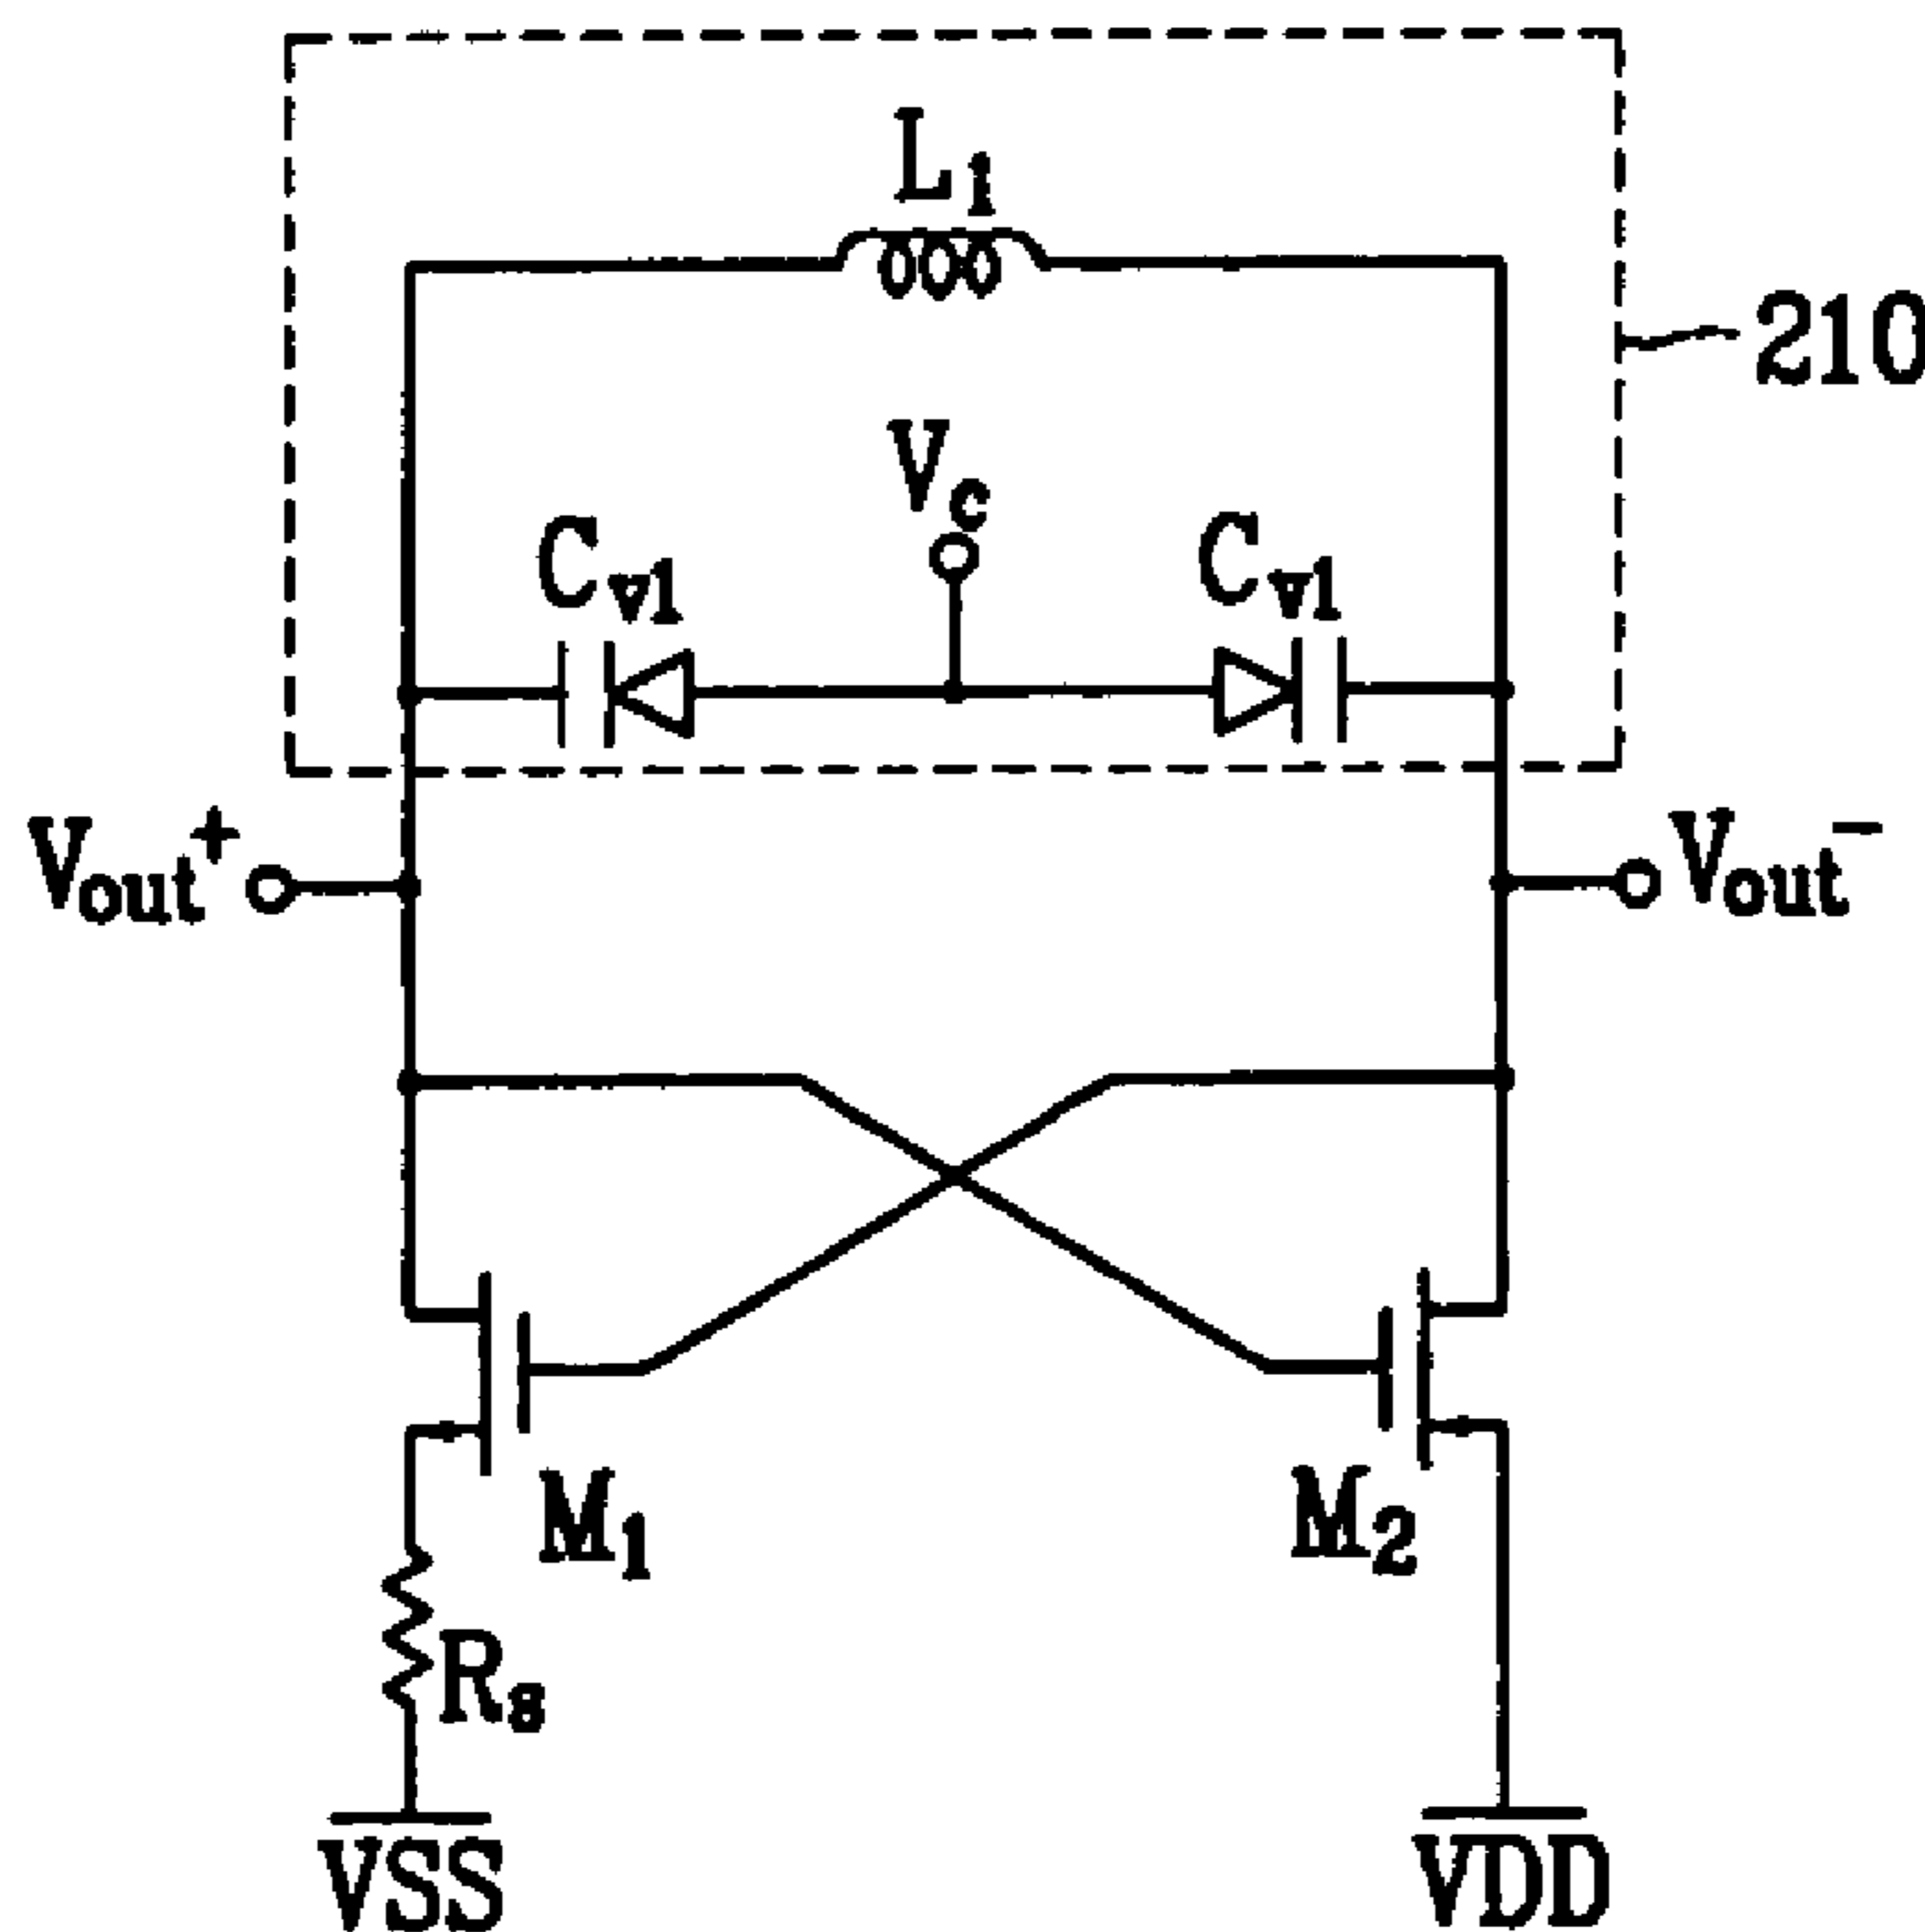 L1
210
Vc
Cv1 Cv1
Vout+ Vout−
M1 M2
Rs
VSS VDD